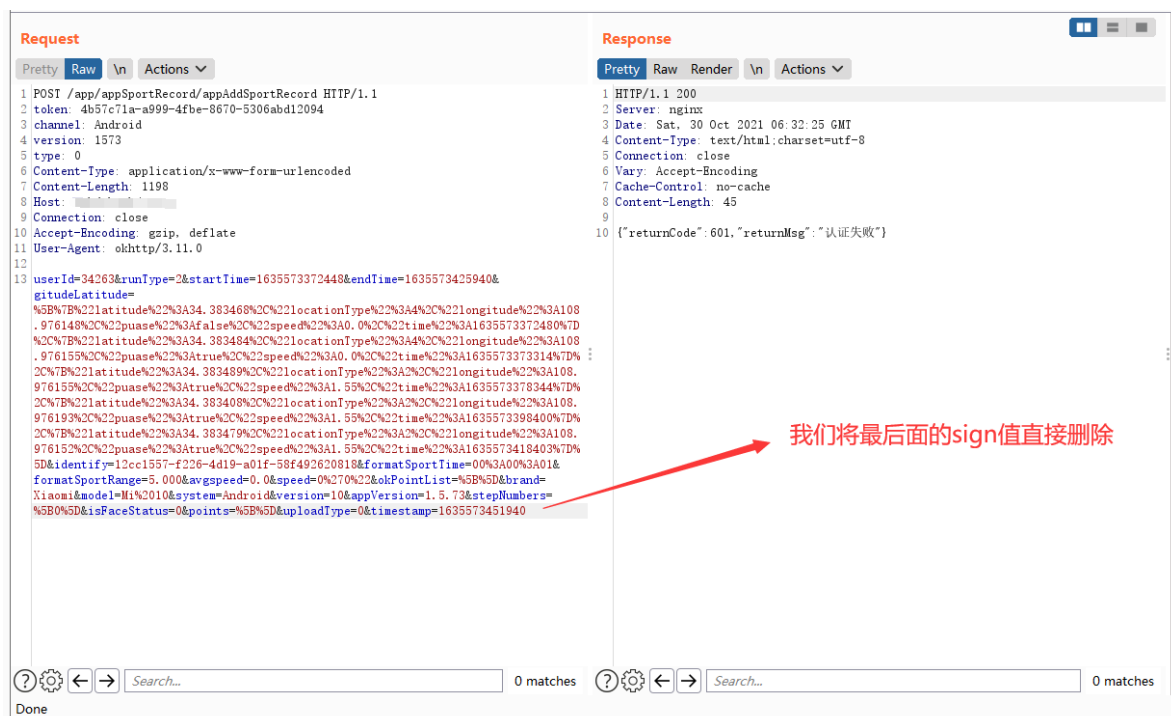 Request
Pretty Raw \n Actions
1 POST /app/appSportRecord/appAddSportRecord HTTP/1.1
2 token: 4b57c71a-a999-4fbe-8670-5306abd12094
3 channel: Android
4 version: 1573
5 type: 0
6 Content-Type: application/x-www-form-urlencoded
7 Content-Length: 1198
8 Host:
9 Connection: close
10 Accept-Encoding: gzip, deflate
11 User-Agent: okhttp/3.11.0
12
13 userId=34263&runType=2&startTime=1635573372448&endTime=1635573425940&
gitudeLatitude=
%5B%7B%22latitude%22%3A34.383468%2C%22locationType%22%3A4%2C%22longitude%22%3A108
.976148%2C%22puase%22%3Afalse%2C%22speed%22%3A0.0%2C%22time%22%3A1635573372480%7D
%2C%7B%22latitude%22%3A34.383484%2C%22locationType%22%3A4%2C%22longitude%22%3A108
.976155%2C%22puase%22%3Atrue%2C%22speed%22%3A0.0%2C%22time%22%3A1635573373314%7D%
2C%7B%22latitude%22%3A34.383489%2C%22locationType%22%3A2%2C%22longitude%22%3A108.
976155%2C%22puase%22%3Atrue%2C%22speed%22%3A1.55%2C%22time%22%3A1635573378344%7D%
2C%7B%22latitude%22%3A34.383408%2C%22locationType%22%3A2%2C%22longitude%22%3A108.
976193%2C%22puase%22%3Atrue%2C%22speed%22%3A1.55%2C%22time%22%3A1635573398400%7D%
2C%7B%22latitude%22%3A34.383479%2C%22locationType%22%3A2%2C%22longitude%22%3A108.
976152%2C%22puase%22%3Atrue%2C%22speed%22%3A1.55%2C%22time%22%3A1635573418403%7D%
5D&identify=12cc1557-f226-4d19-a01f-58f492620818&formatSportTime=00%3A00%3A01&
formatSportRange=5.000&avgspeed=0.0&speed=0%270%22&okPointList=%5B%5D&brand=
Xiaomi&model=Mi%2010&system=Android&version=10&appVersion=1.5.73&stepNumbers=
%5B0%5D&isFaceStatus=0&points=%5B%5D&uploadType=0&timestamp=1635573451940
Search...
0 matches
Done
Response
Pretty Raw Render \n Actions
1 HTTP/1.1 200
2 Server: nginx
3 Date: Sat, 30 Oct 2021 06:32:25 GMT
4 Content-Type: text/html;charset=utf-8
5 Connection: close
6 Vary: Accept-Encoding
7 Cache-Control: no-cache
8 Content-Length: 45
9
10 {"returnCode":601,"returnMsg":"认证失败"}
我们将最后面的sign值直接删除
Search...
0 matches